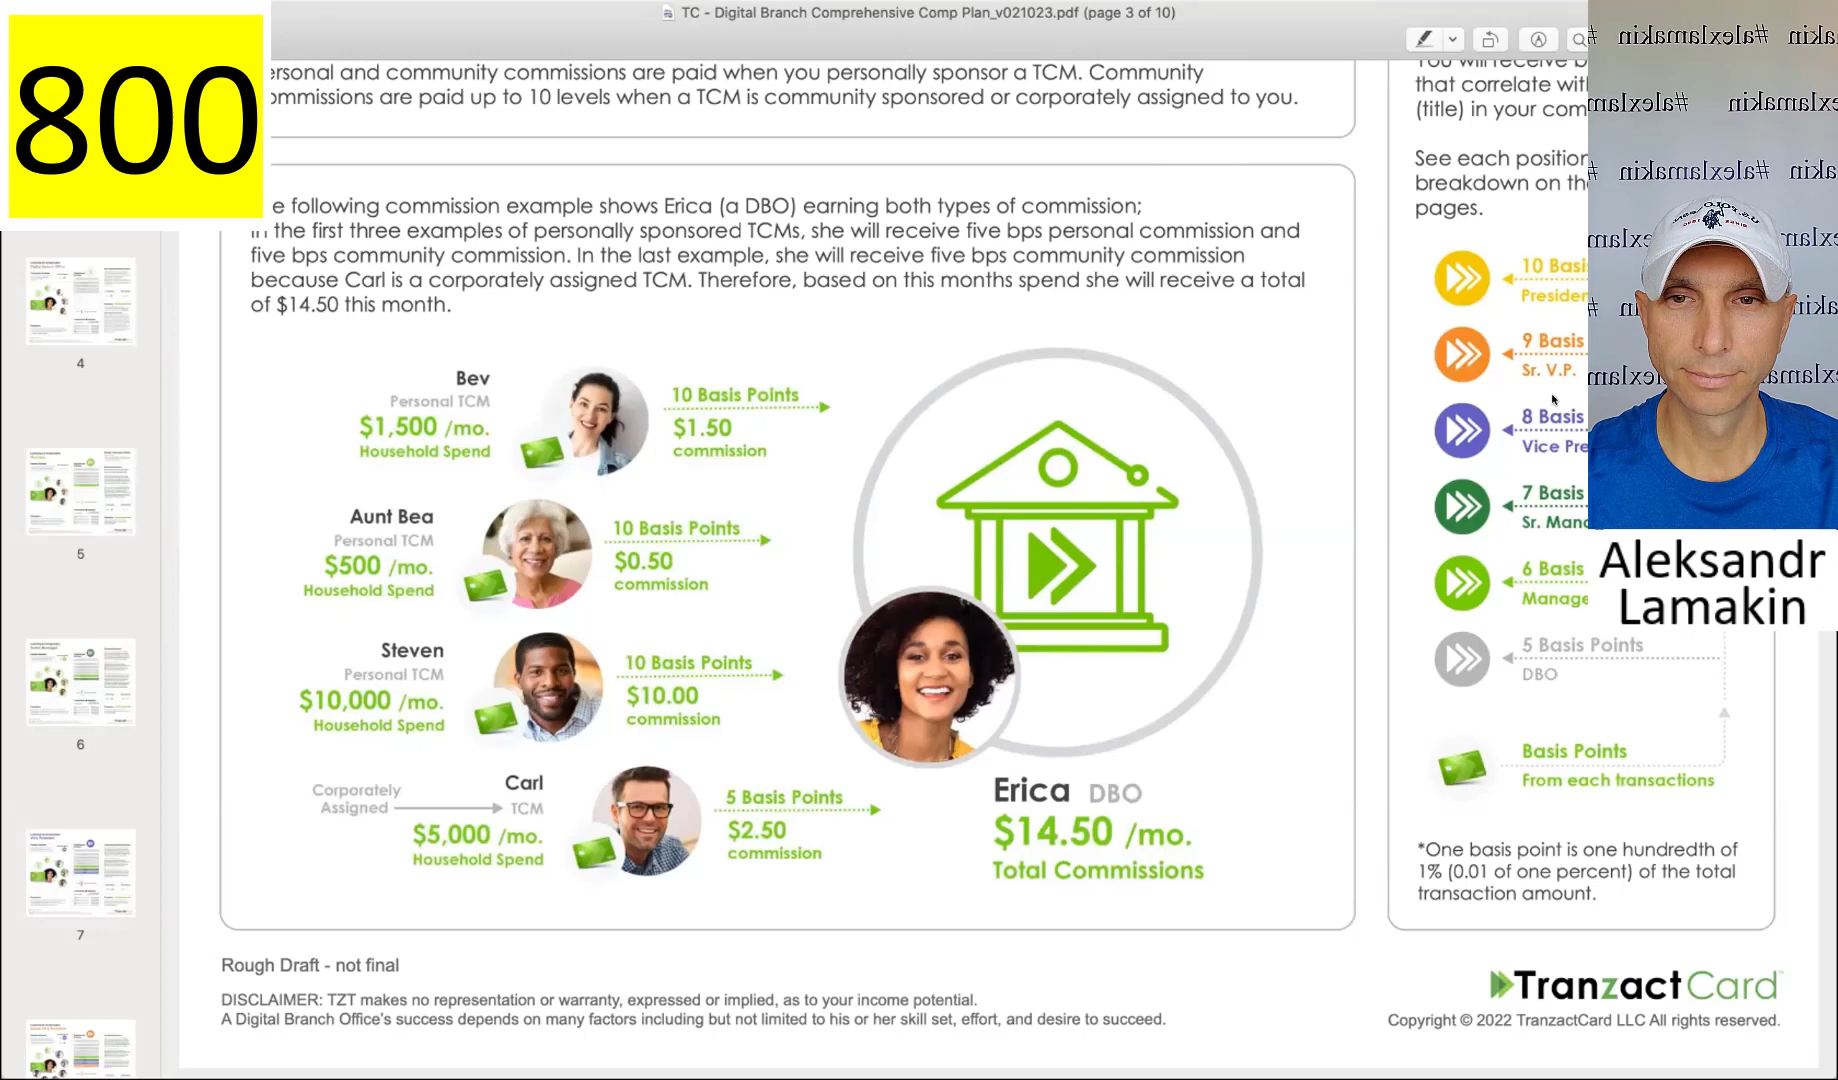 TC - Digital Branch Comprehensive Comp Plan_v021023.pdf (page 3 of 10)
800
ersonal and community commissions are paid when you personally sponsor a TCM. Community
ommissions are paid up to 10 levels when a TCM is community sponsored or corporately assigned to you.
e following commission example shows Erica (a DBO) earning both types of commission;
In the first three examples of personally sponsored TCMs, she will receive five bps personal commission and
five bps community commission. In the last example, she will receive five bps community commission
because Carl is a corporately assigned TCM. Therefore, based on this months spend she will receive a total
of $14.50 this month.
Bev
Personal TCM
$1,500 /mo.
Household Spend
10 Basis Points
$1.50
commission
Aunt Bea
Personal TCM
$500 /mo.
Household Spend
10 Basis Points
$0.50
commission
Steven
Personal TCM
$10,000 /mo.
Household Spend
10 Basis Points
$10.00
commission
Corporately
Assigned
Carl
TCM
$5,000 /mo.
Household Spend
5 Basis Points
$2.50
commission
Erica DBO
$14.50 /mo.
Total Commissions
You will receive b
that correlate with
(title) in your com
See each position
breakdown on the
pages.
10 Basi
Presiden
9 Basis
Sr. V.P.
8 Basis
Vice Pre
7 Basis
Sr. Mana
6 Basis
Manage
5 Basis Points
DBO
Basis Points
From each transactions
*One basis point is one hundredth of
1% (0.01 of one percent) of the total
transaction amount.
#alexlamakin
Aleksandr
Lamakin
4
5
6
7
Rough Draft - not final
DISCLAIMER: TZT makes no representation or warranty, expressed or implied, as to your income potential.
A Digital Branch Office's success depends on many factors including but not limited to his or her skill set, effort, and desire to succeed.
TranzactCard
Copyright © 2022 TranzactCard LLC All rights reserved.